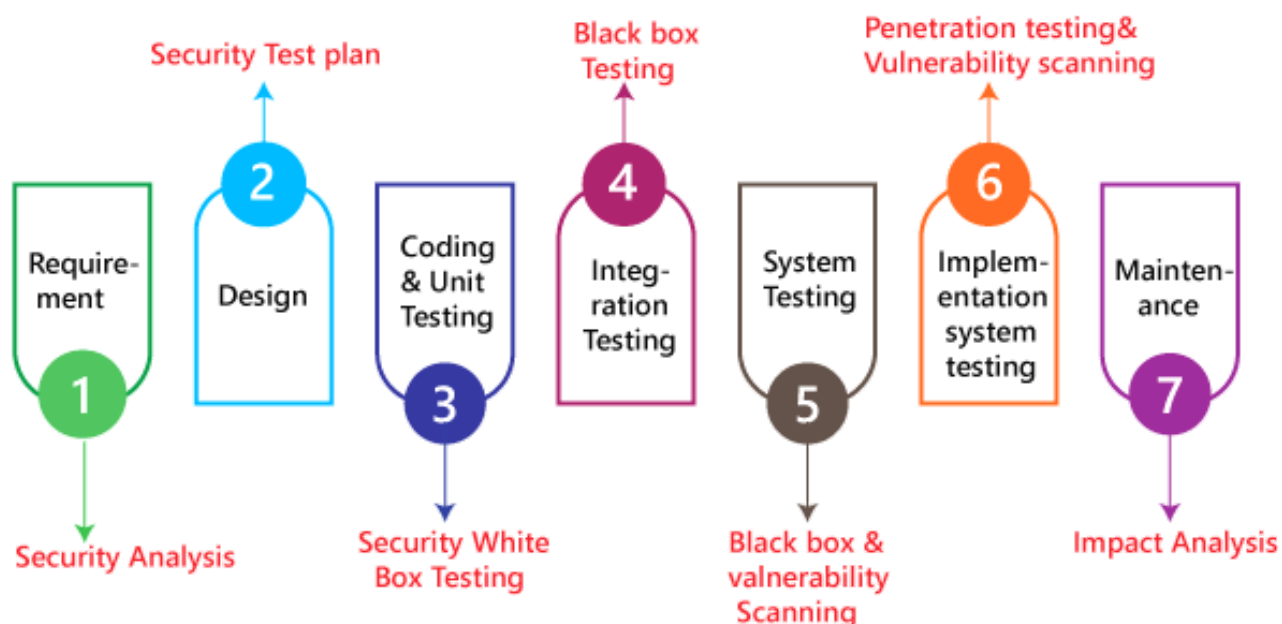 Security Test plan
Black box
Testing
Penetration testing&
Vulnerability scanning
1
Require-
ment
Security Analysis
2
Design
3
Coding
& Unit
Testing
Security White
Box Testing
4
Integ-
ration
Testing
5
System
Testing
Black box &
valnerability
Scanning
6
Implem-
entation
system
testing
7
Mainten-
ance
Impact Analysis